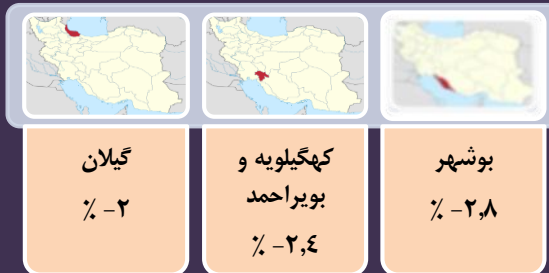 بوشهر
% -۲,۸
کهگیلویه و
بویراحمد
% -۲,٤
گیلان
% -۲